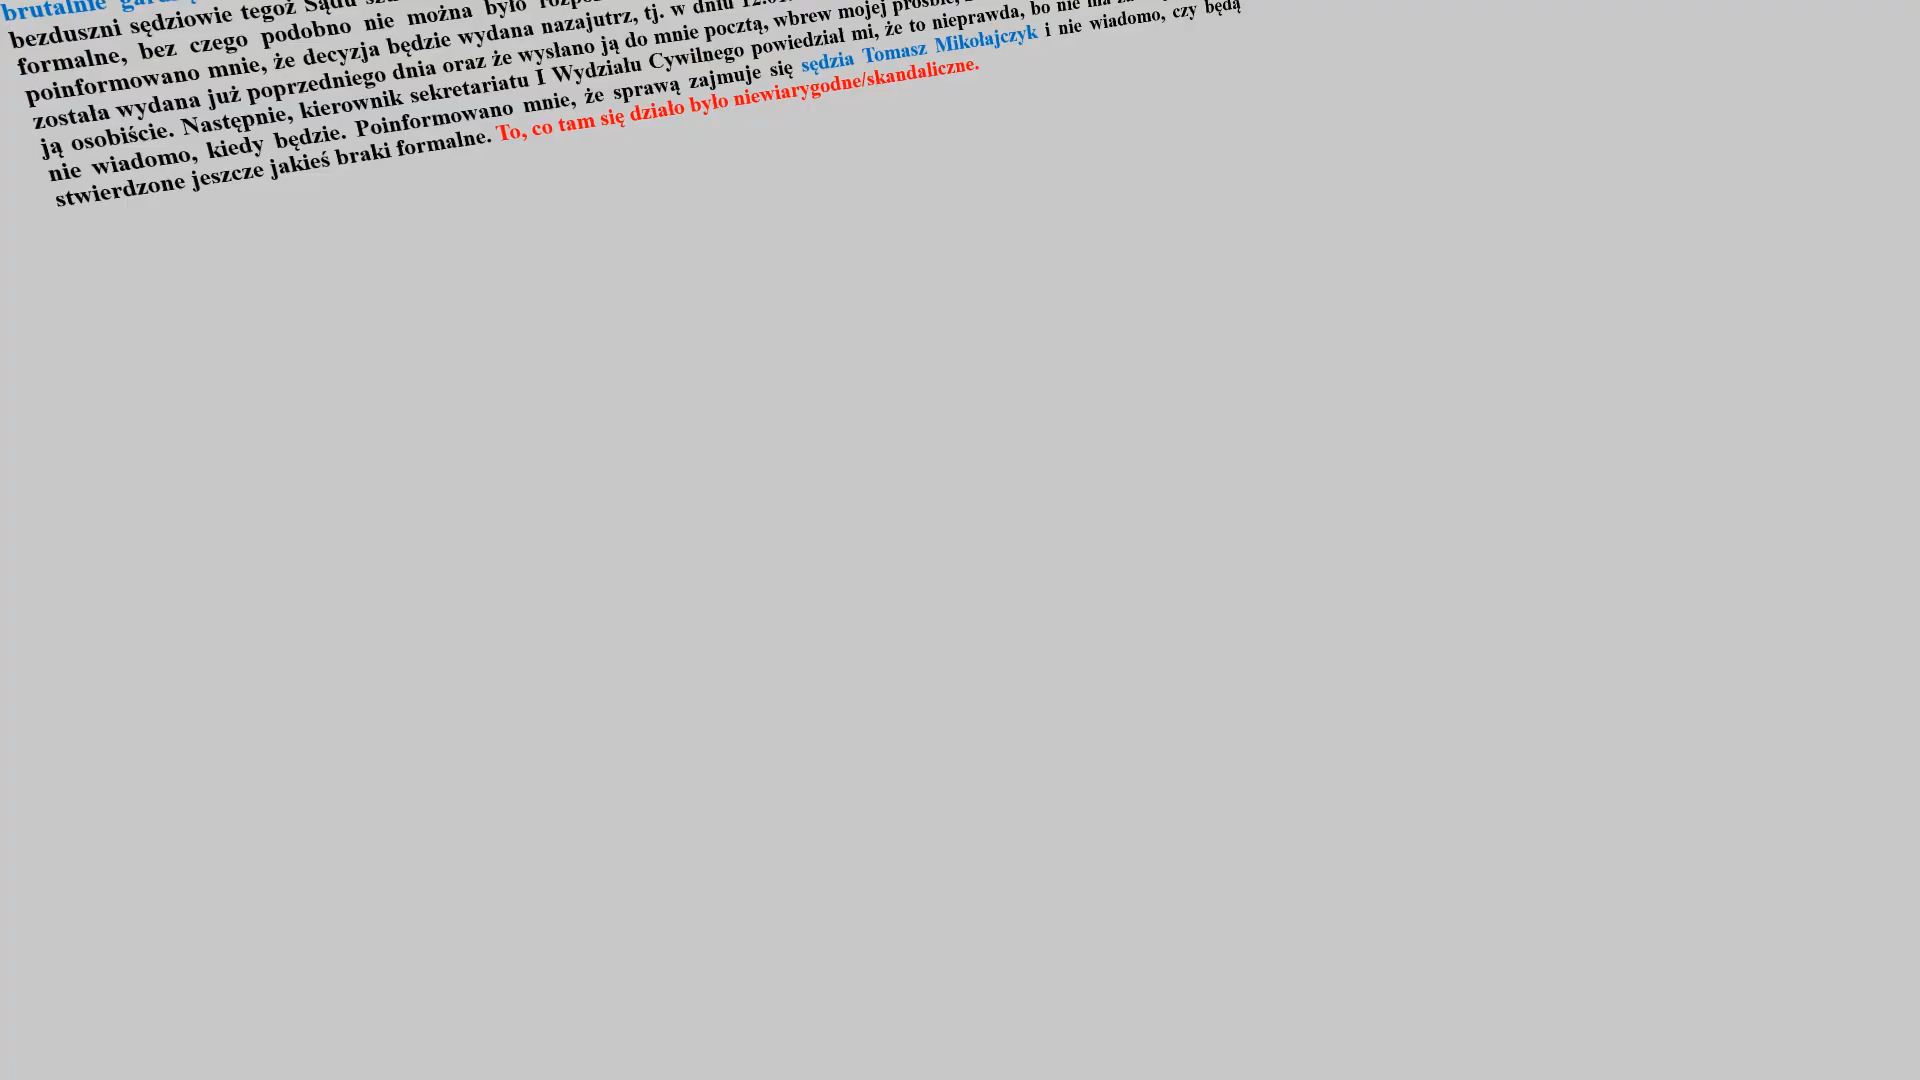 brutalnie
bezduszni sędziowie tegoż Sądu
formalne, bez czego podobno nie można było
poinformowano mnie, że decyzja będzie wydana nazajutrz, tj. w dniu
została wydana już poprzedniego dnia oraz że wysłano ją do mnie pocztą, wbrew mojej prośbie,
ją osobiście. Następnie, kierownik sekretariatu I Wydziału Cywilnego powiedział mi, że to nieprawda, bo nie ma
nie wiadomo, kiedy będzie. Poinformowano mnie, że sprawą zajmuje się sędzia Tomasz Mikołajczyk i nie wiadomo, czy będą
stwierdzone jeszcze jakieś braki formalne. To, co tam się działo było niewiarygodne/skandaliczne.